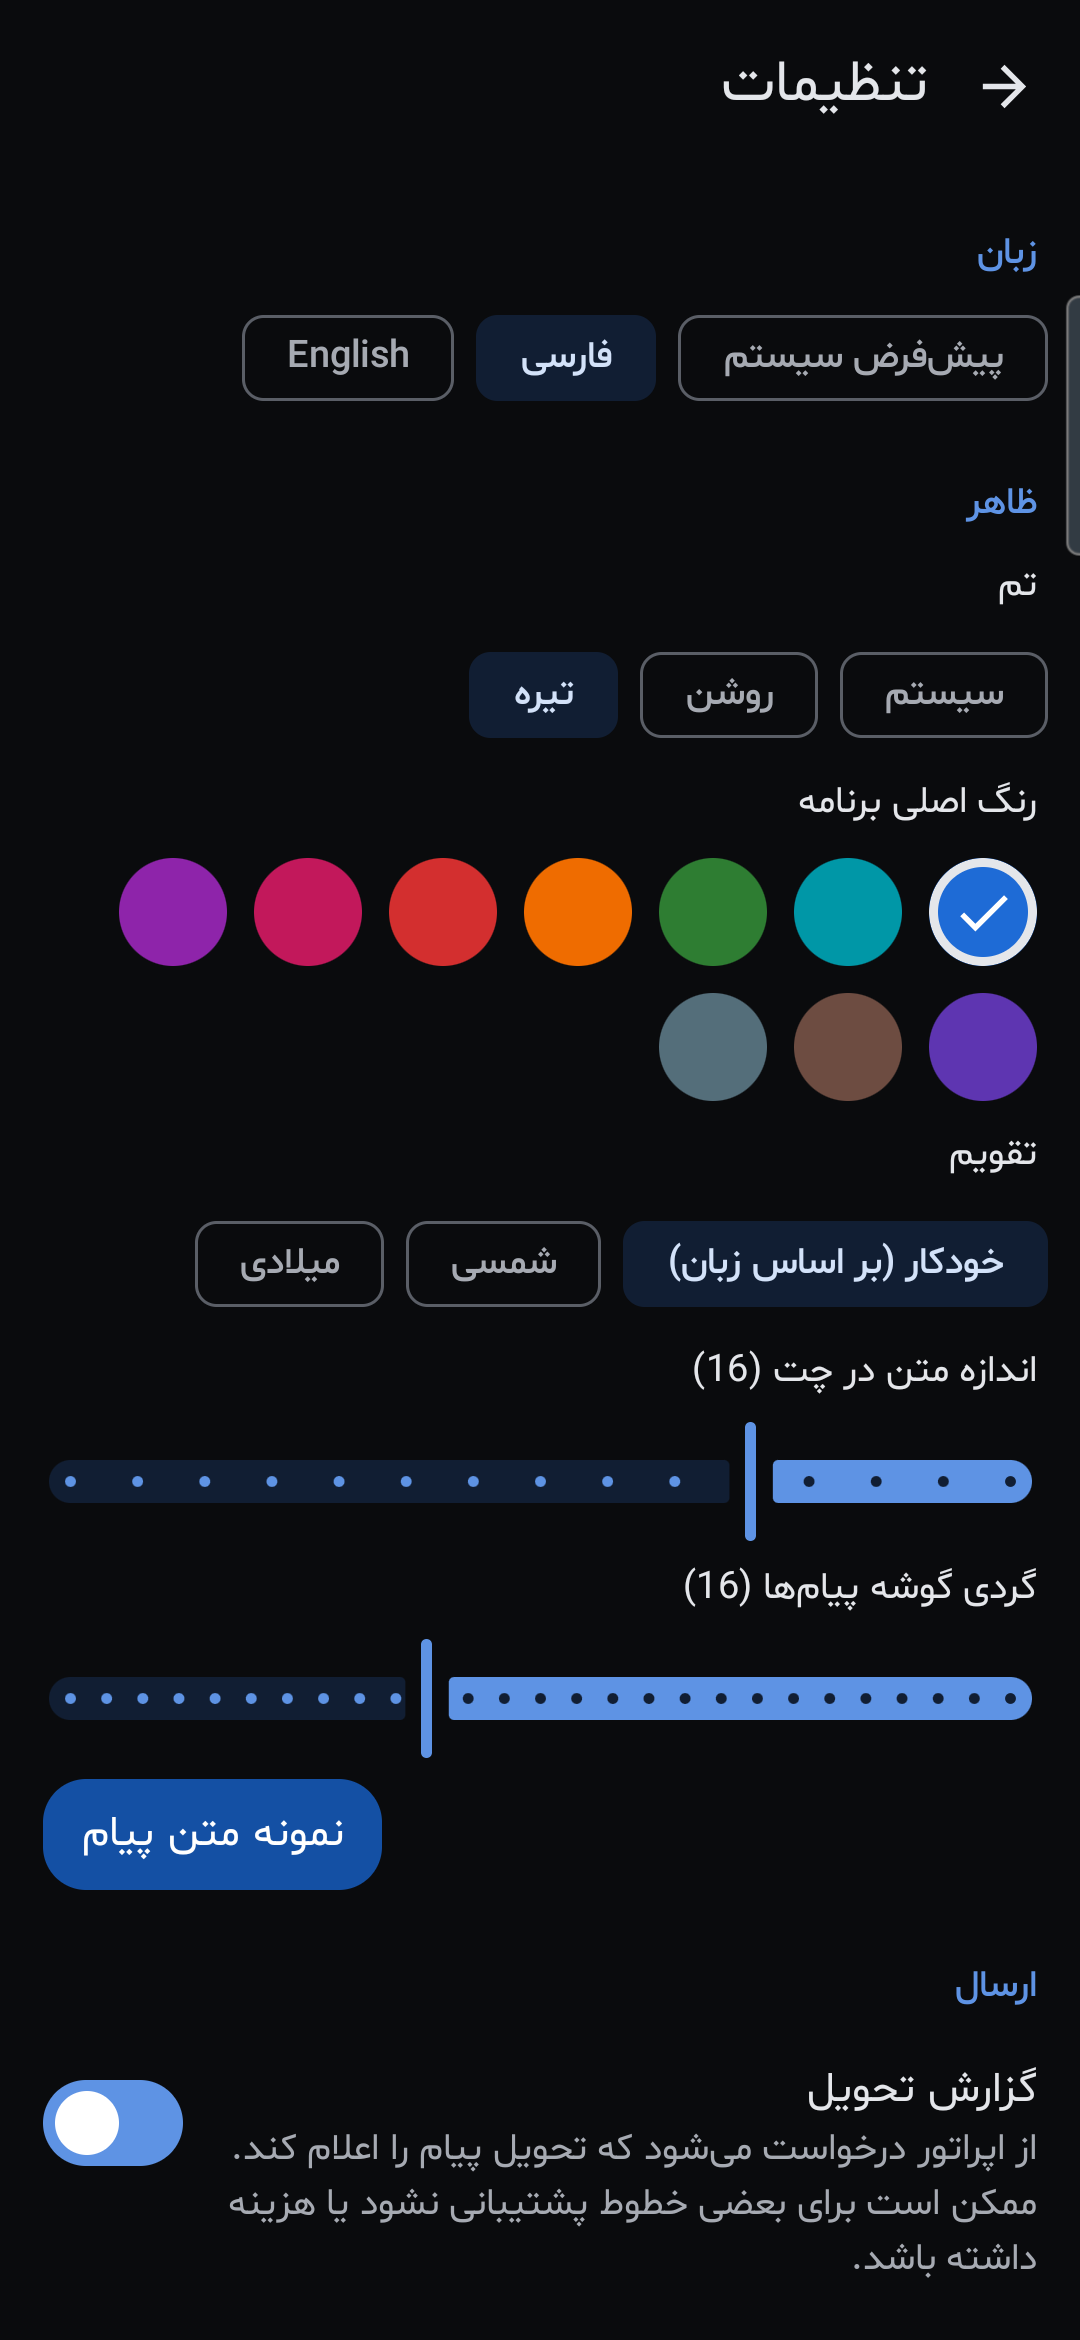 تنظیمات
زبان
پیش‌فرض سیستم
فارسی
English
ظاهر
تم
سیستم
روشن
تیره
رنگ اصلی برنامه
تقویم
خودکار (بر اساس زبان)
شمسی
میلادی
اندازه متن در چت (16)
گردی گوشه پیام‌ها (16)
نمونه متن پیام
ارسال
گزارش تحویل
از اپراتور درخواست می‌شود که تحویل پیام را اعلام کند.
ممکن است برای بعضی خطوط پشتیبانی نشود یا هزینه
داشته باشد.